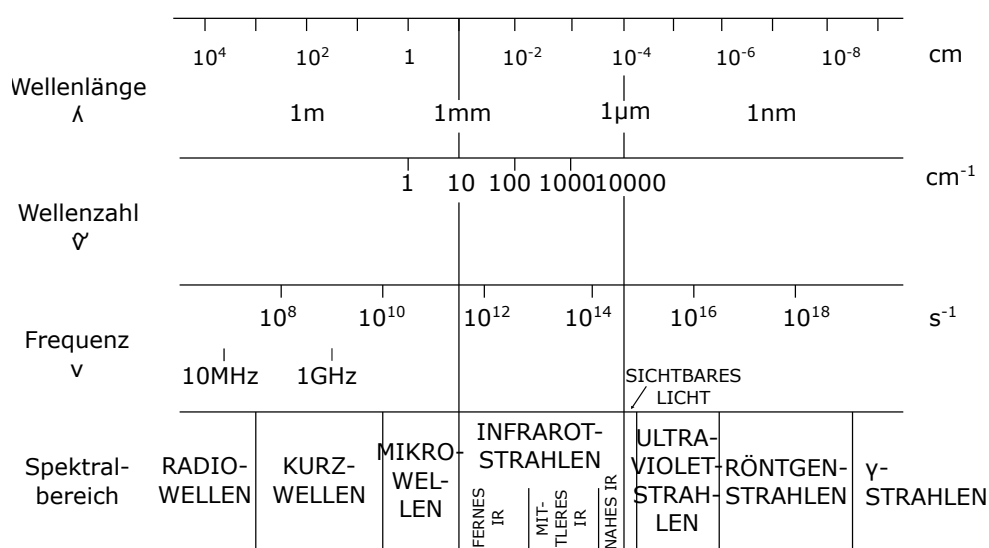 10⁴ 10² 1 10⁻² 10⁻⁴ 10⁻⁶ 10⁻⁸ cm
Wellenlänge
λ
1m 1mm 1µm 1nm
1 10 100 1000 10000 cm⁻¹
Wellenzahl
ṽ
10⁸ 10¹⁰ 10¹² 10¹⁴ 10¹⁶ 10¹⁸ s⁻¹
Frequenz
ν
10MHz 1GHz
SICHTBARES
LICHT
Spektral-
bereich
RADIO-
WELLEN
KURZ-
WELLEN
MIKRO-
WEL-
LEN
INFRAROT-
STRAHLEN
FERNES
IR
MIT-
TLERES
IR
NAHES IR
ULTRA-
VIOLET-
STRAH-
LEN
RÖNTGEN-
STRAHLEN
γ-
STRAHLEN